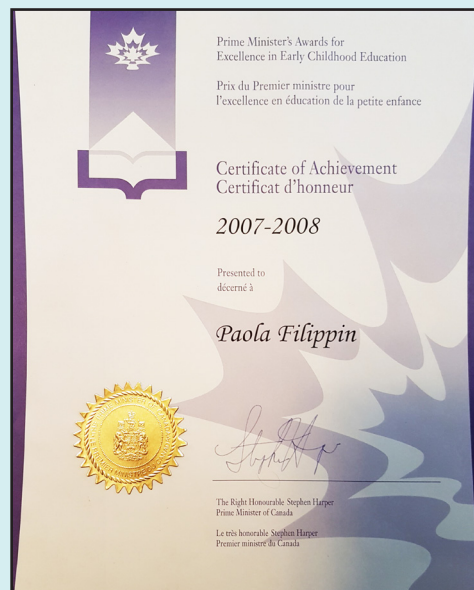 Prime Minister's Awards for
Excellence in Early Childhood Education
Prix du Premier ministre pour
l'excellence en éducation de la petite enfance
Certificate of Achievement
Certificat d'honneur
2007-2008
Presented to
décerné à
Paola Filippin
The Right Honourable Stephen Harper
Prime Minister of Canada
Le très honorable Stephen Harper
Premier ministre du Canada